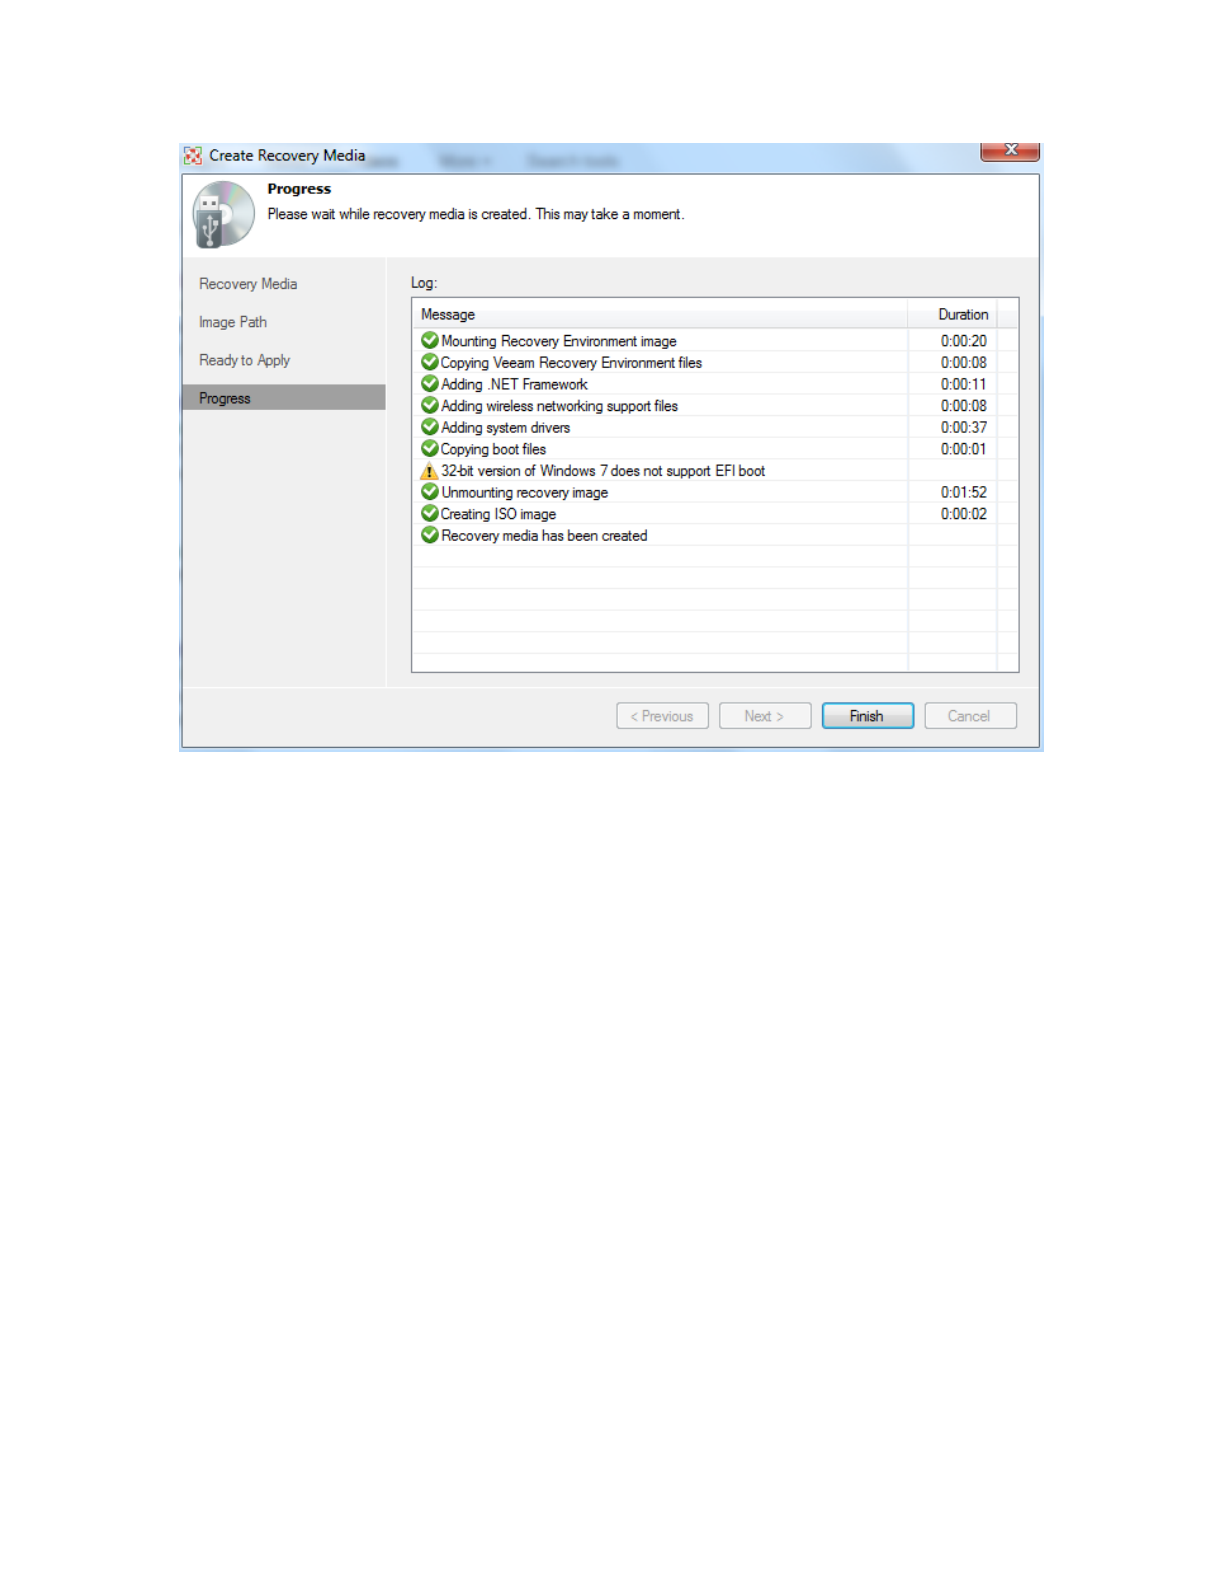 Create Recovery Media
Progress
Please wait while recovery media is created. This may take a moment.
Recovery Media
Image Path
Ready to Apply
Progress
Log:
Message Duration
Mounting Recovery Environment image 0:00:20
Copying Veeam Recovery Environment files 0:00:08
Adding .NET Framework 0:00:11
Adding wireless networking support files 0:00:08
Adding system drivers 0:00:37
Copying boot files 0:00:01
32-bit version of Windows 7 does not support EFI boot
Unmounting recovery image 0:01:52
Creating ISO image 0:00:02
Recovery media has been created
< Previous Next > Finish Cancel